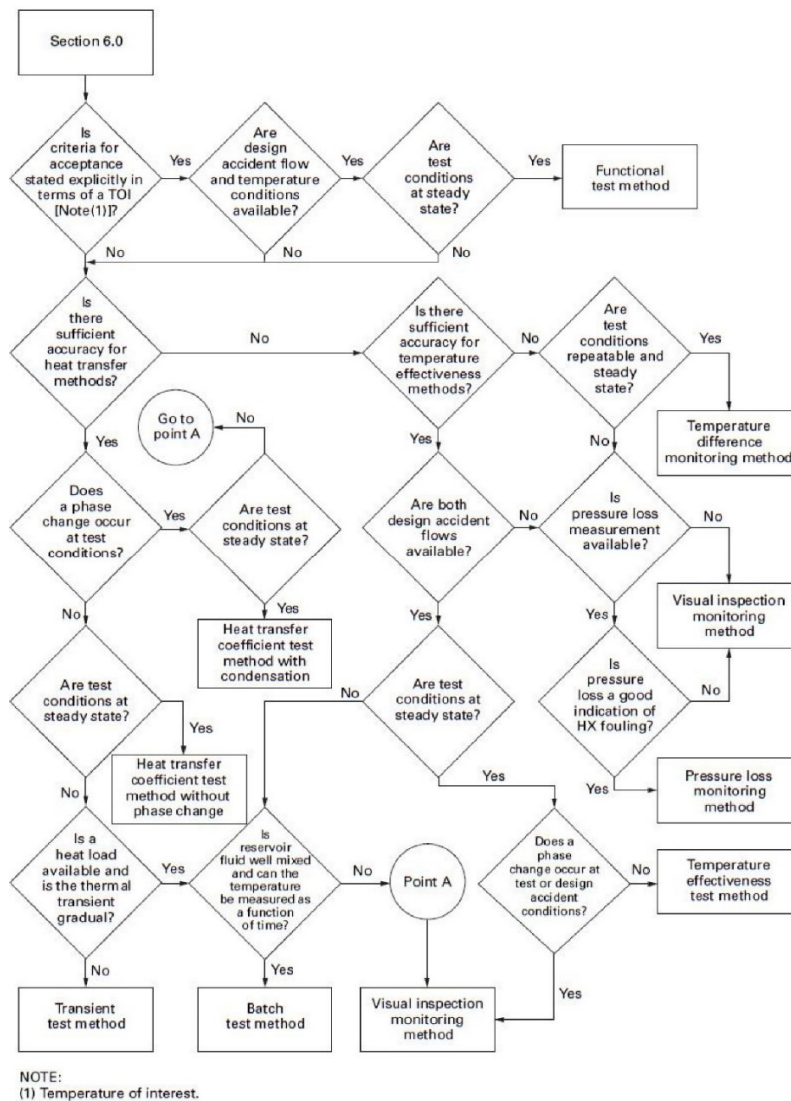 Section 6.0
Is
criteria for
acceptance
stated explicitly in
terms of a TOI
[Note(1)]?
Yes
Are
design
accident flow
and temperature
conditions
available?
Yes
Are
test
conditions
at steady
state?
Yes
Functional
test method
No
No
No
Is
there
sufficient
accuracy for
heat transfer
methods?
No
Is there
sufficient
accuracy for
temperature
effectiveness
methods?
No
Are
test
conditions
repeatable and
steady
state?
Yes
Temperature
difference
monitoring method
Go to
point A
No
Yes
Yes
No
Does
a phase
change occur
at test
conditions?
Yes
Are test
conditions at
steady state?
Are both
design accident
flows
available?
No
Is
pressure loss
measurement
available?
No
Visual inspection
monitoring
method
No
Yes
Heat transfer
coefficient test
method with
condensation
Yes
Yes
Are test
conditions at
steady state?
Yes
Heat transfer
coefficient test
method without
phase change
No
Are test
conditions at
steady state?
Is
pressure
loss a good
indication of
HX fouling?
No
Yes
Yes
Pressure loss
monitoring
method
No
Is a
heat load
available and
is the thermal
transient
gradual?
Yes
Is
reservoir
fluid well mixed
and can the
temperature
be measured as
a function
of time?
No
Point A
Does a
phase
change occur at
test or design
accident
conditions?
No
Temperature
effectiveness
test method
No
Yes
Yes
Transient
test method
Batch
test method
Visual inspection
monitoring
method
NOTE:
(1) Temperature of interest.